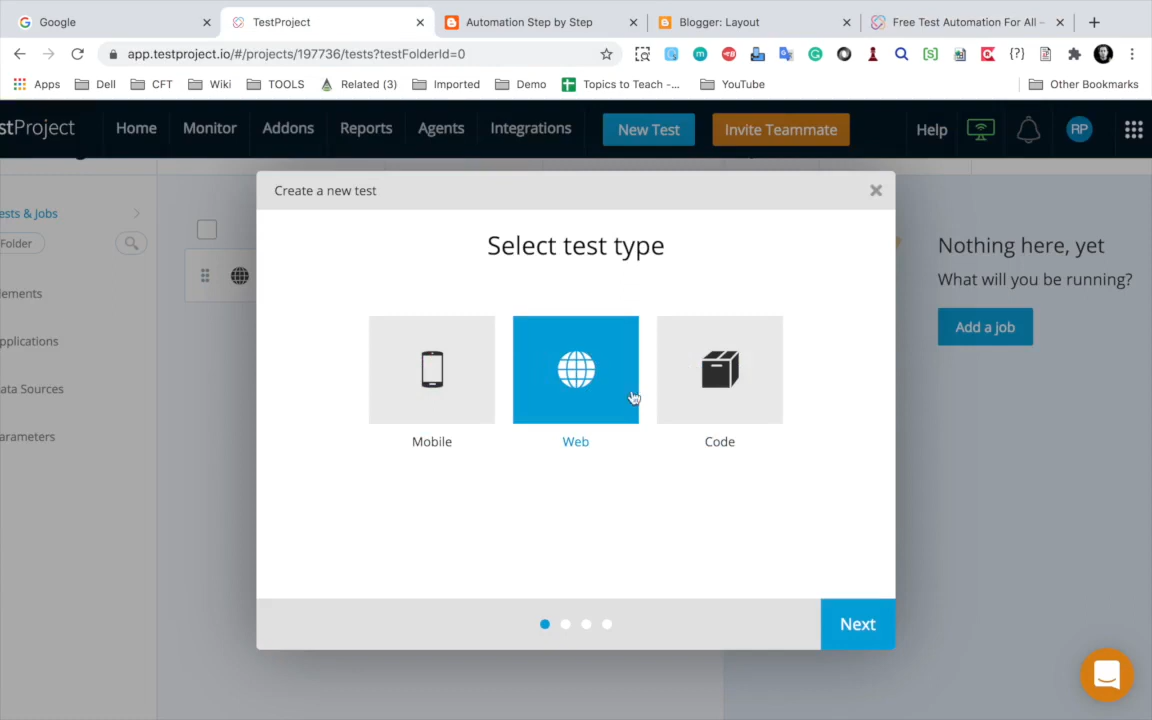 Google
TestProject
Automation Step by Step
Blogger: Layout
Free Test Automation For All –
app.testproject.io/#/projects/197736/tests?testFolderId=0
Apps
Dell
CFT
Wiki
TOOLS
Related (3)
Imported
Demo
Topics to Teach -...
YouTube
Other Bookmarks
stProject
Home
Monitor
Addons
Reports
Agents
Integrations
New Test
Invite Teammate
Help
RP
Create a new test
ests & Jobs
Folder
lements
pplications
ata Sources
arameters
Select test type
Mobile
Web
Code
Next
Nothing here, yet
What will you be running?
Add a job